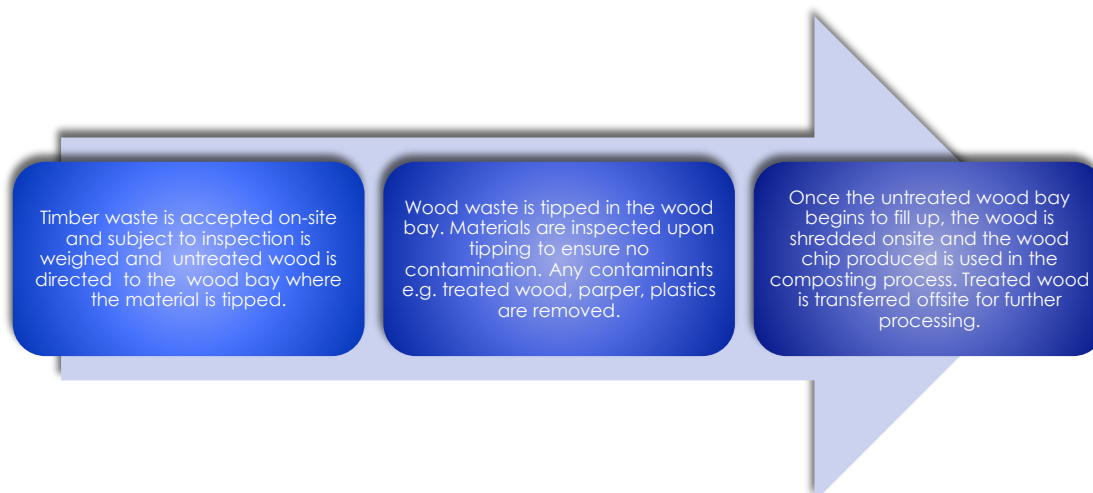 Timber waste is accepted on-site
and subject to inspection is
weighed and  untreated wood is
directed  to the  wood bay where
the material is tipped.
Wood waste is tipped in the wood
bay. Materials are inspected upon
tipping to ensure no
contamination. Any contaminants
e.g. treated wood, parper, plastics
are removed.
Once the untreated wood bay
begins to fill up, the wood is
shredded onsite and the wood
chip produced is used in the
composting process. Treated wood
is transferred offsite for further
processing.